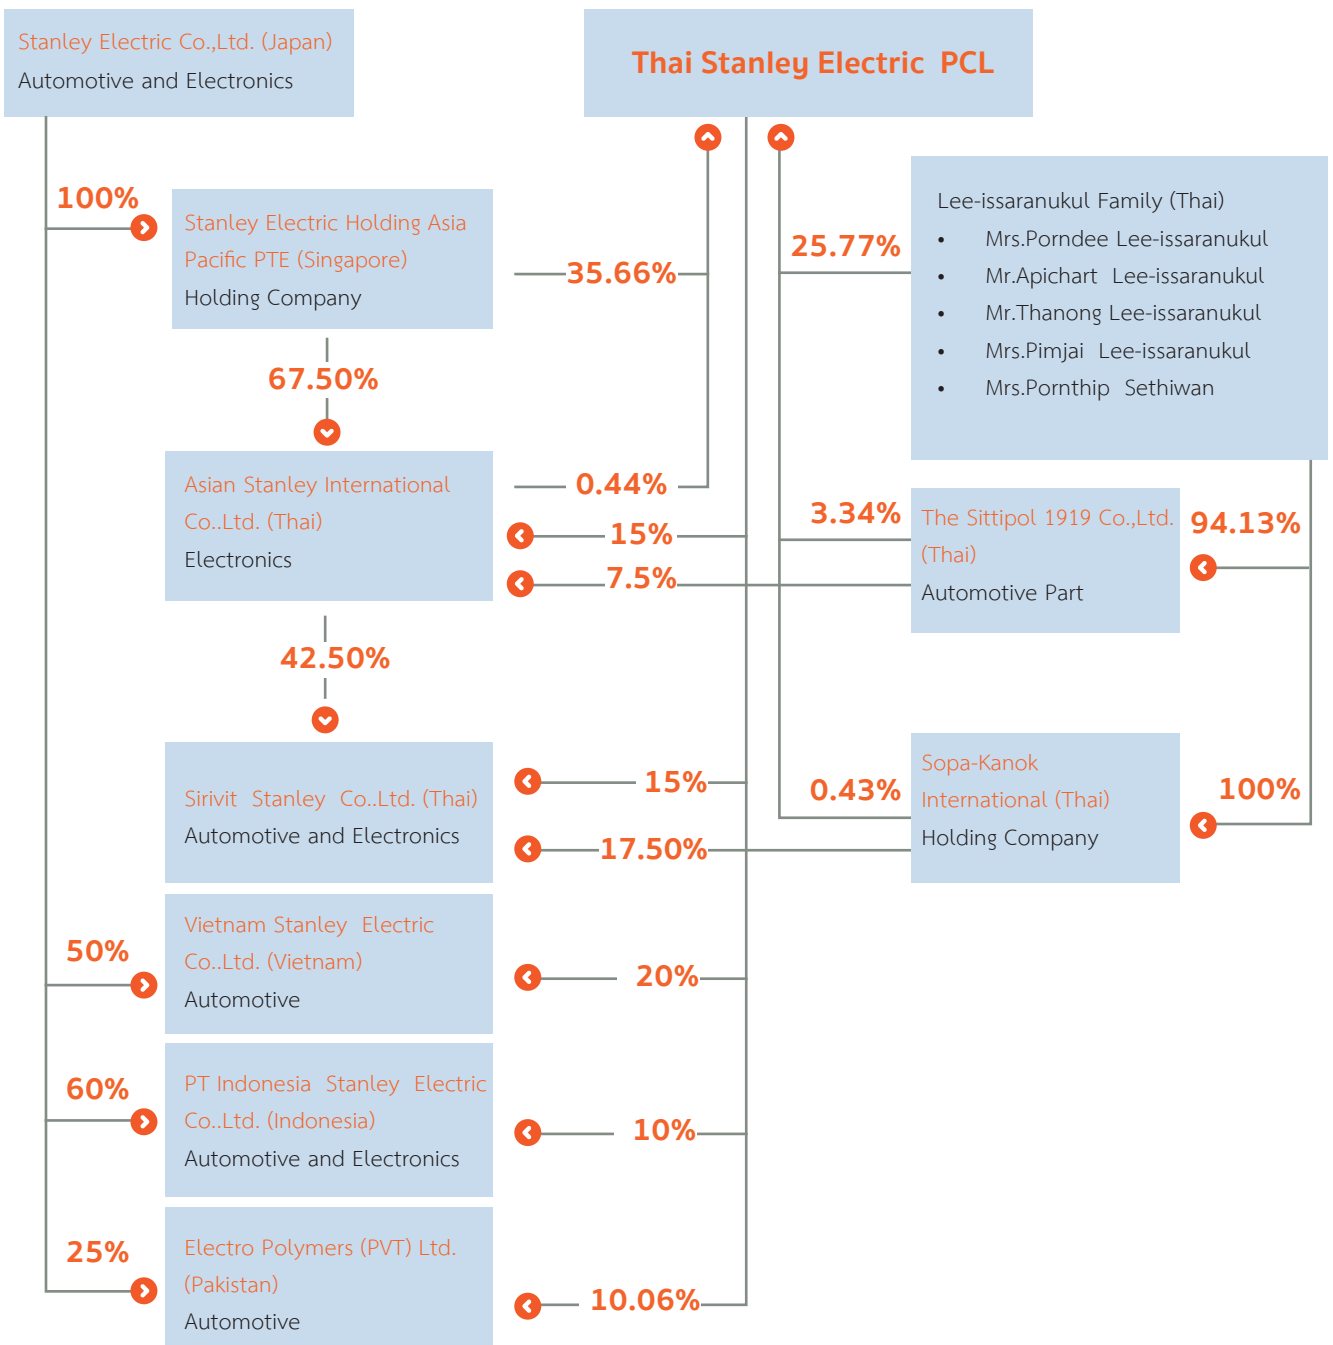 Stanley Electric Co.,Ltd. (Japan)
Automotive and Electronics
Thai Stanley Electric PCL
100%
Stanley Electric Holding Asia
Pacific PTE (Singapore)
Holding Company
35.66%
25.77%
Lee-issaranukul Family (Thai)
• Mrs.Porndee Lee-issaranukul
• Mr.Apichart Lee-issaranukul
• Mr.Thanong Lee-issaranukul
• Mrs.Pimjai Lee-issaranukul
• Mrs.Pornthip Sethiwan
67.50%
Asian Stanley International
Co..Ltd. (Thai)
Electronics
0.44%
15%
7.5%
3.34%
The Sittipol 1919 Co.,Ltd.
(Thai)
Automotive Part
94.13%
42.50%
Sirivit Stanley Co..Ltd. (Thai)
Automotive and Electronics
15%
17.50%
0.43%
Sopa-Kanok
International (Thai)
Holding Company
100%
50%
Vietnam Stanley Electric
Co..Ltd. (Vietnam)
Automotive
20%
60%
PT Indonesia Stanley Electric
Co..Ltd. (Indonesia)
Automotive and Electronics
10%
25%
Electro Polymers (PVT) Ltd.
(Pakistan)
Automotive
10.06%